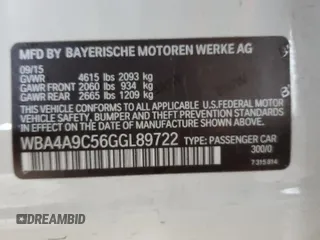 MFD BY BAYERISCHE MOTOREN WERKE AG
09/15
GVWR 4615 lbs 2093 kg
GAWR FRONT 2060 lbs 934 kg
GAWR REAR 2665 lbs 1209 kg
THIS VEHICLE CONFORMS TO ALL APPLICABLE U.S. FEDERAL MOTOR
VEHICLE SAFETY, BUMPER AND THEFT PREVENTION STANDARDS IN
EFFECT ON THE DATE OF MANUFACTURE SHOWN ABOVE.
WBA4A9C56GGL89722 TYPE: PASSENGER CAR
300/0
7315814